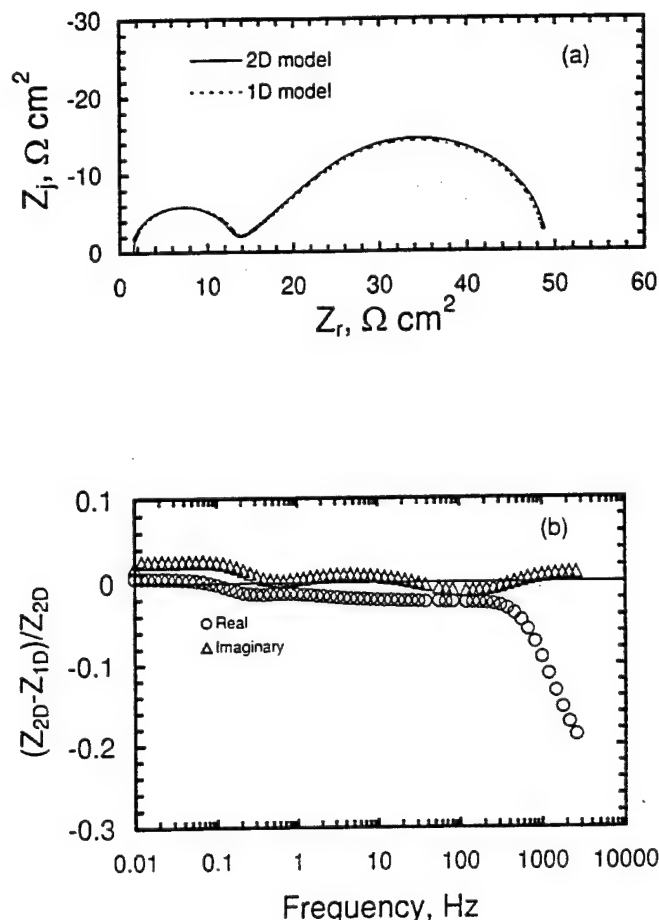 -30
-20
-10
0
Z_j, Ω cm²
2D model
1D model
(a)
0 10 20 30 40 50 60
Z_r, Ω cm²
0.1
0
-0.1
-0.2
-0.3
(Z_2D-Z_1D)/Z_2D
(b)
Real
Imaginary
0.01 0.1 1 10 100 1000 10000
Frequency, Hz